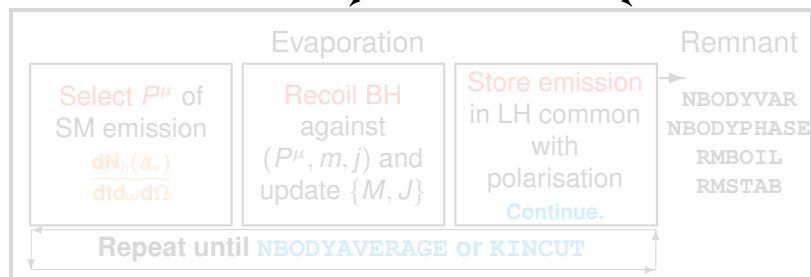 Evaporation
Remnant
Select P^μ of
SM emission
dN_h(a_*)
dtdωdΩ
Recoil BH
against
(P^μ, m, j) and
update {M, J}
Store emission
in LH common
with
polarisation
Continue.
NBODYVAR
NBODYPHASE
RMBOIL
RMSTAB
Repeat until NBODYAVERAGE or KINCUT